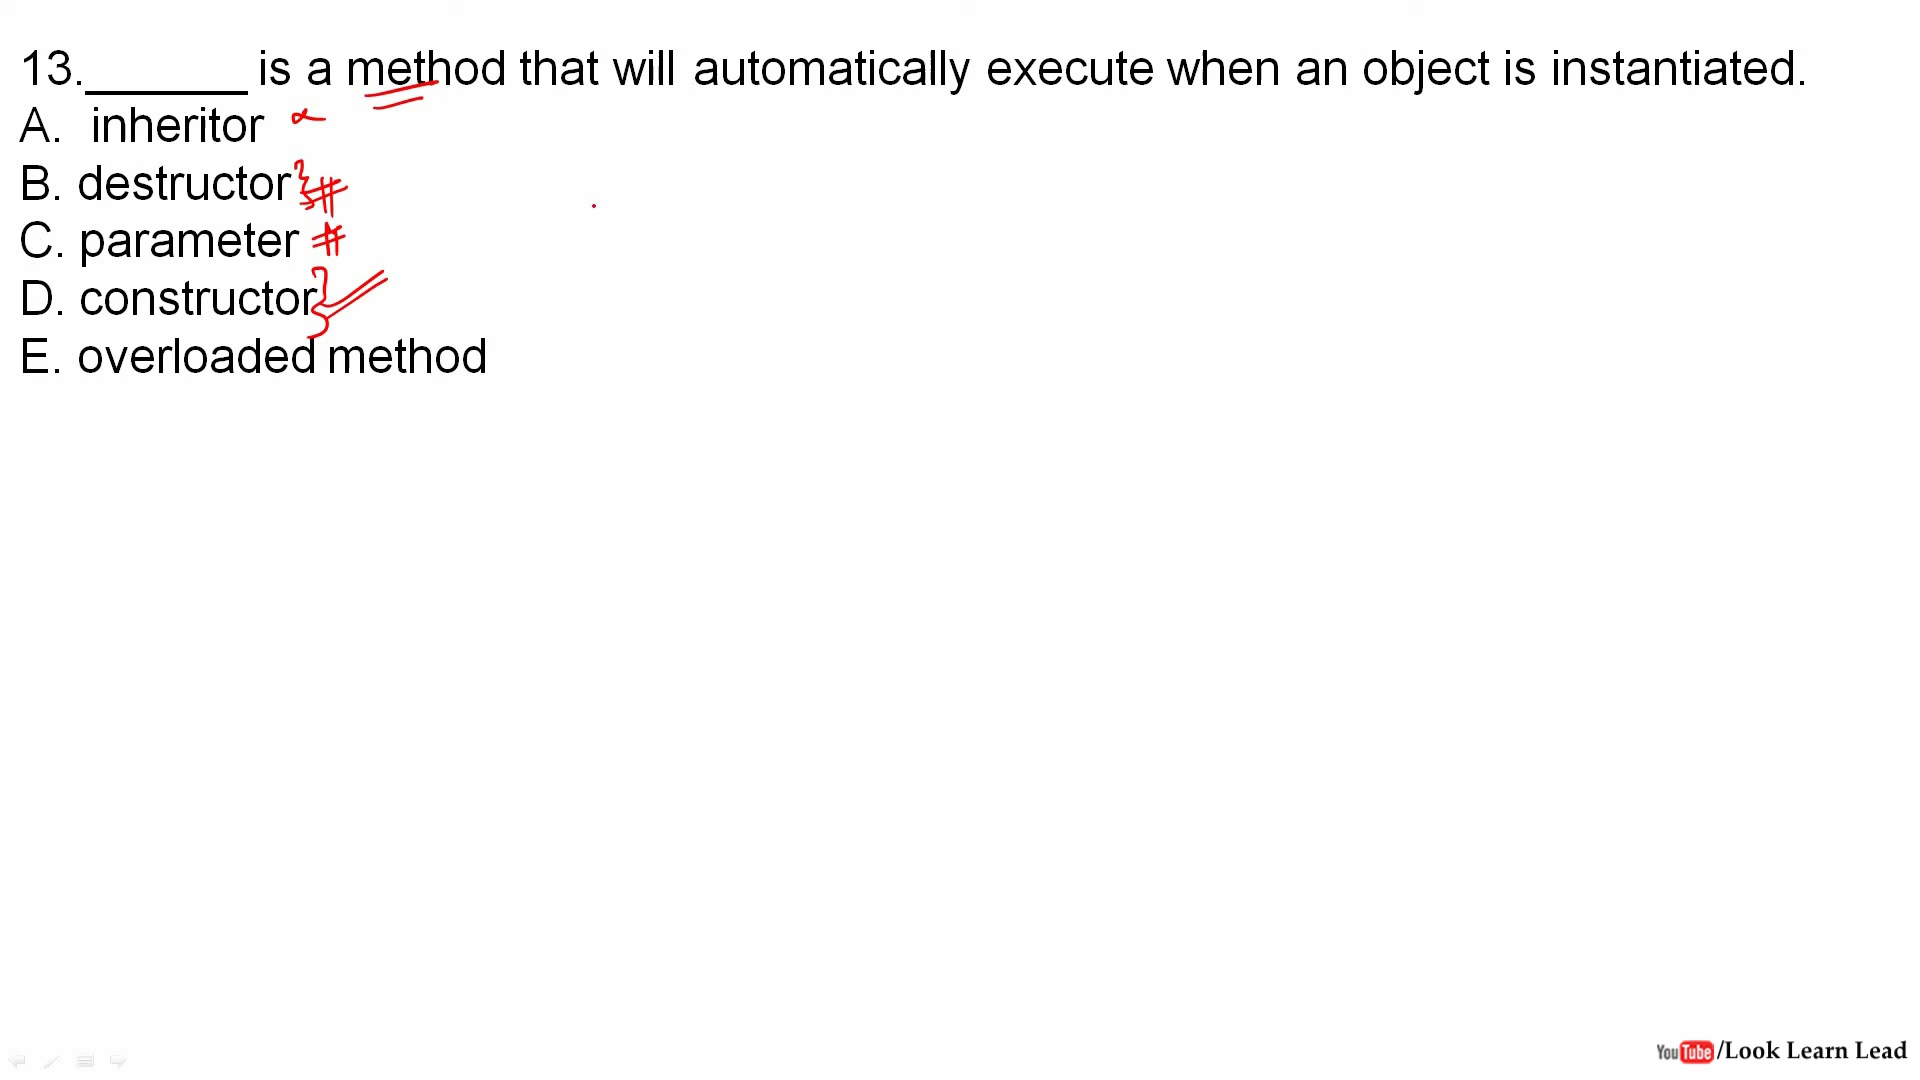 13.______ is a method that will automatically execute when an object is instantiated.
A. inheritor
B. destructor
C. parameter
D. constructor
E. overloaded method
YouTube/Look Learn Lead